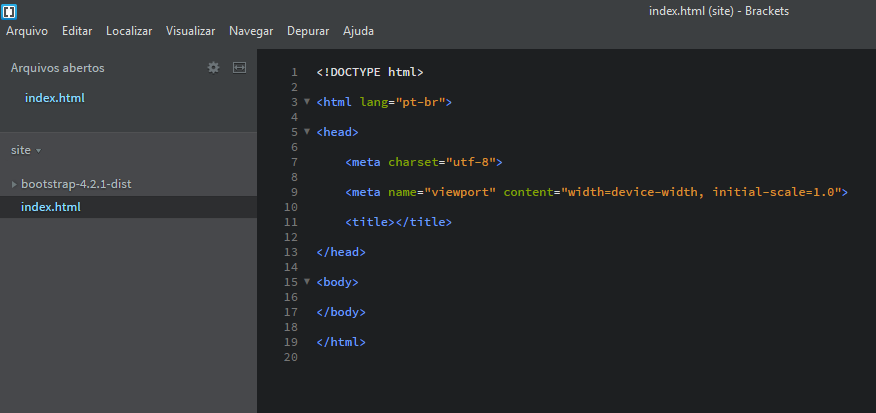 index.html (site) - Brackets
Arquivo Editar Localizar Visualizar Navegar Depurar Ajuda
Arquivos abertos
index.html
site
bootstrap-4.2.1-dist
index.html
1 <!DOCTYPE html>
2
3 <html lang="pt-br">
4
5 <head>
6
7 <meta charset="utf-8">
8
9 <meta name="viewport" content="width=device-width, initial-scale=1.0">
10
11 <title></title>
12
13 </head>
14
15 <body>
16
17 </body>
18
19 </html>
20